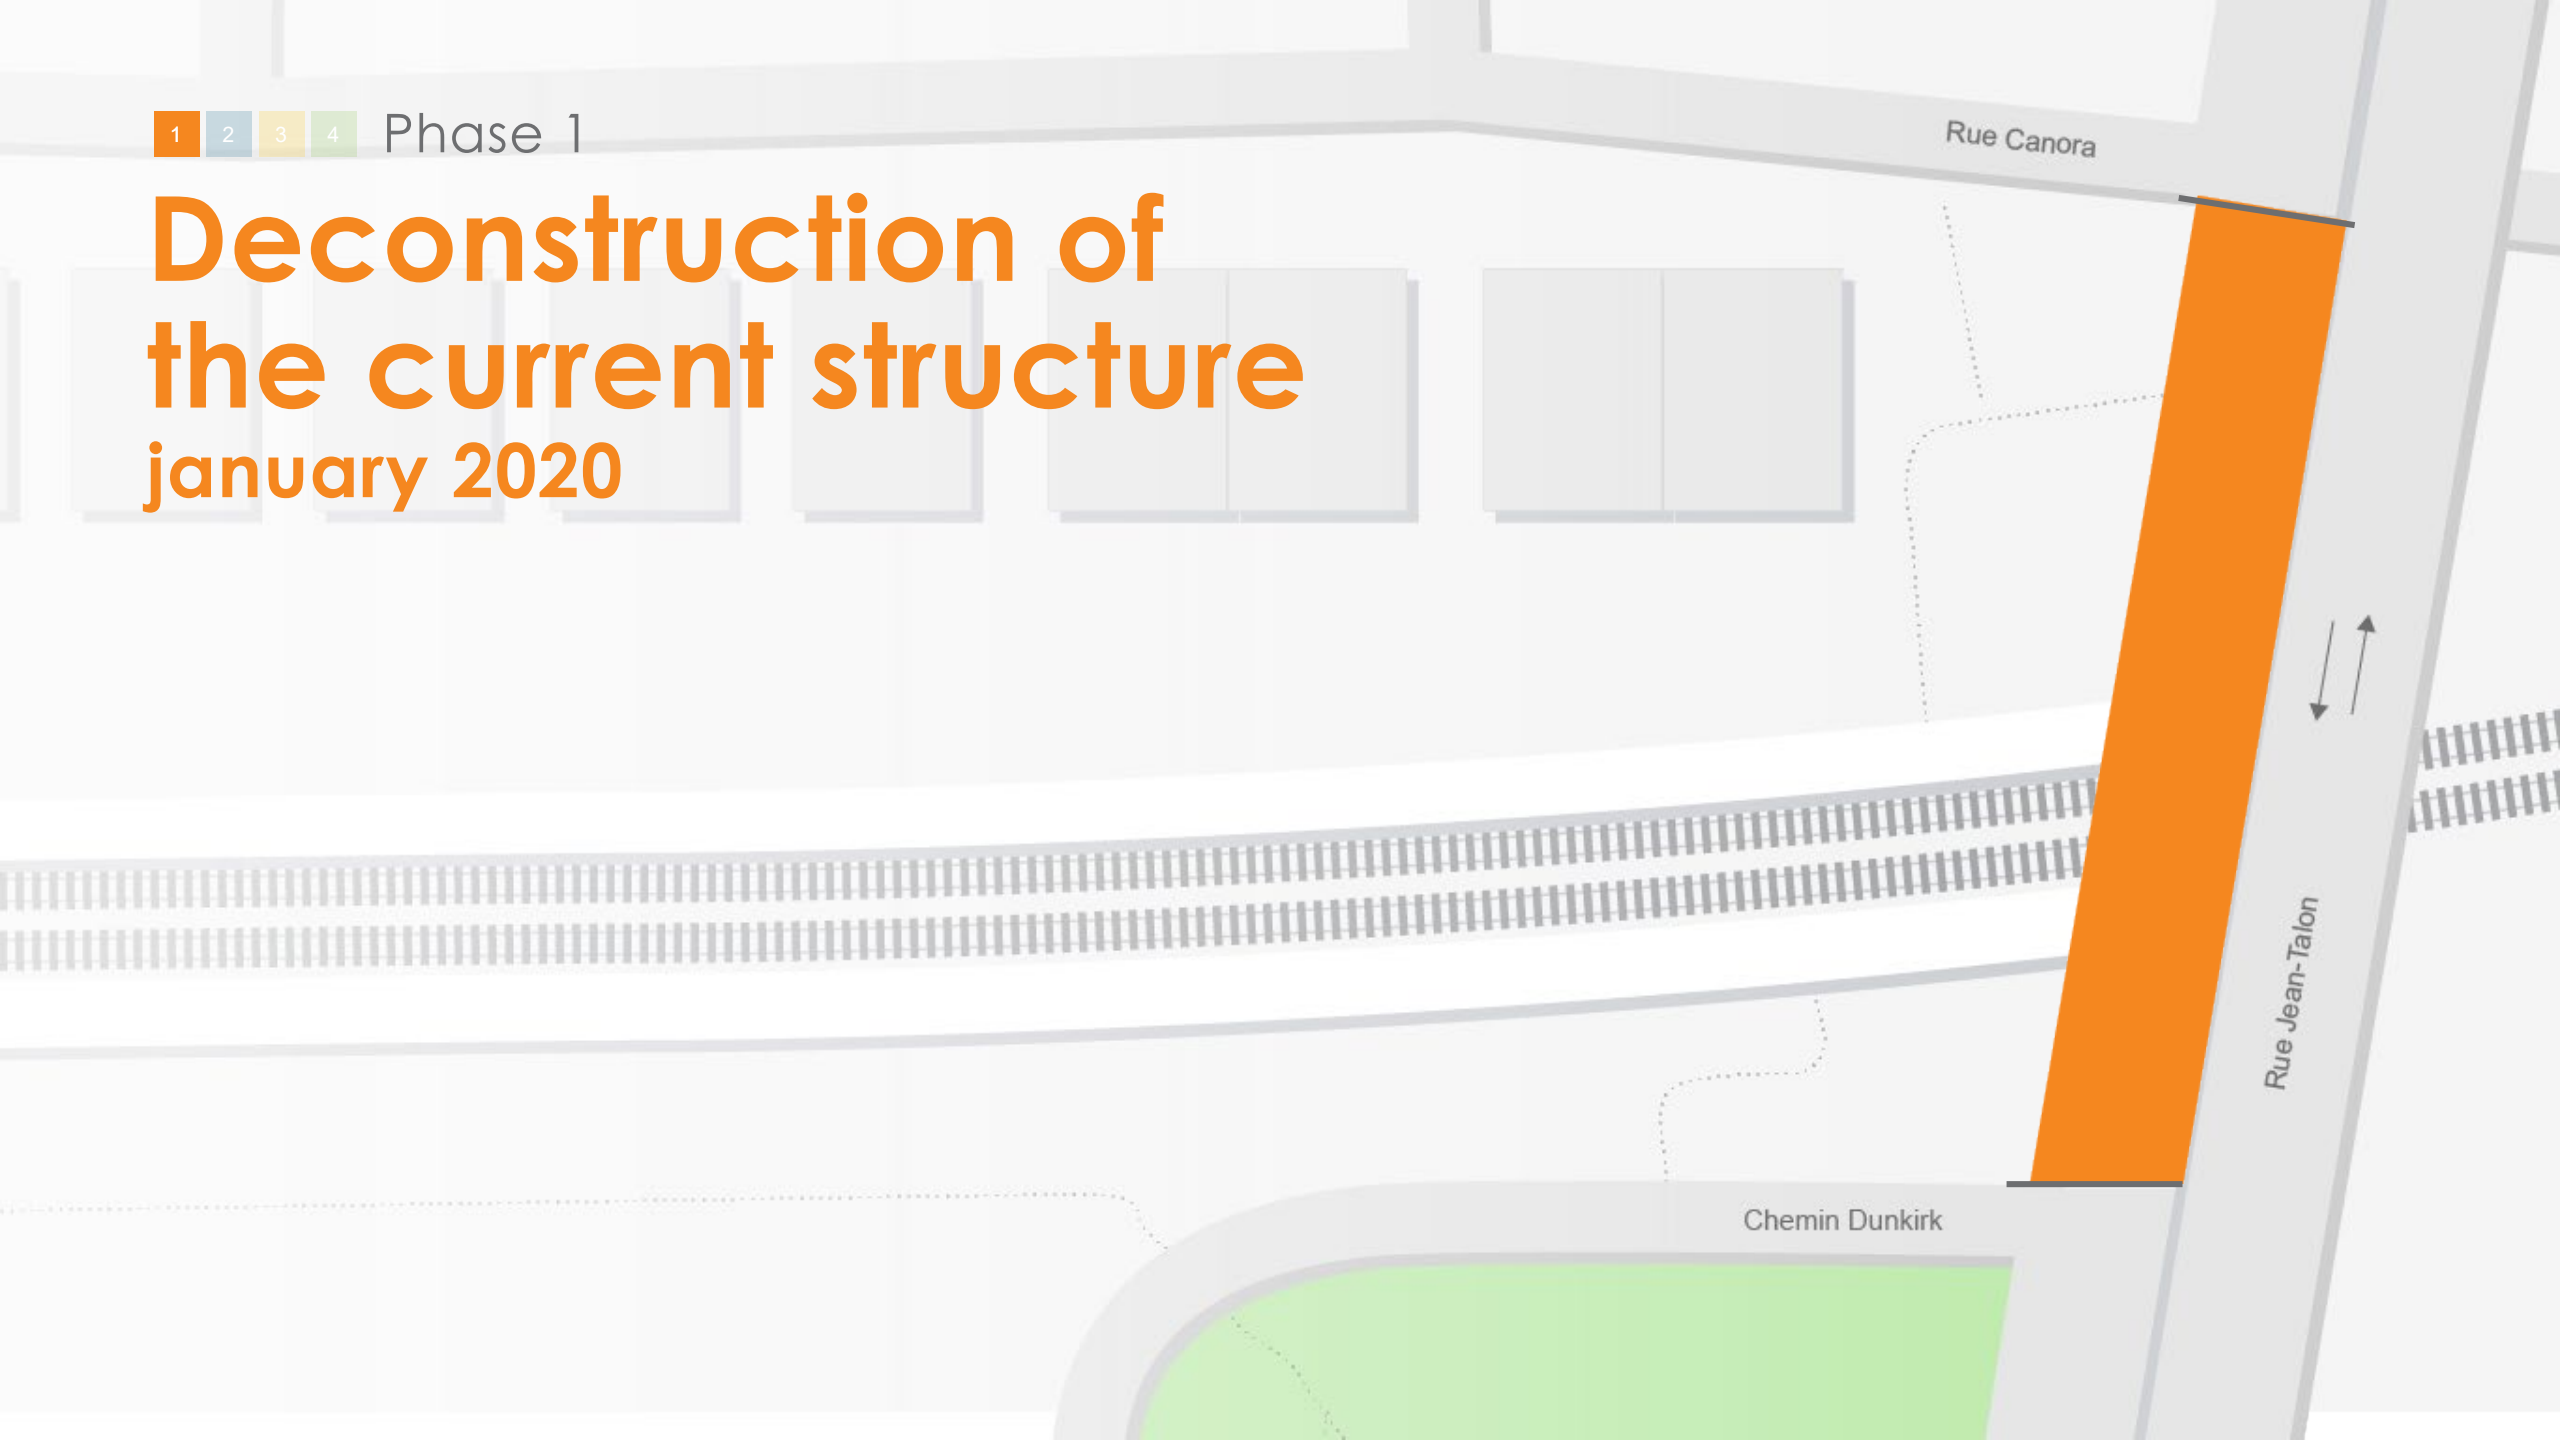 1 2 3 4 Phase 1
Deconstruction of
the current structure
january 2020
Rue Canora
Rue Jean-Talon
Chemin Dunkirk